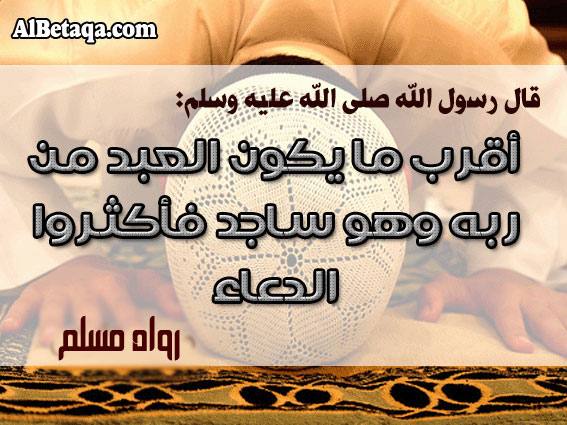 AlBetaqa.com
قال رسول الله صلى الله عليه وسلم:
أقرب ما يكون العبد من
ربه وهو ساجد فأكثروا
الدعاء
رواه مسلم